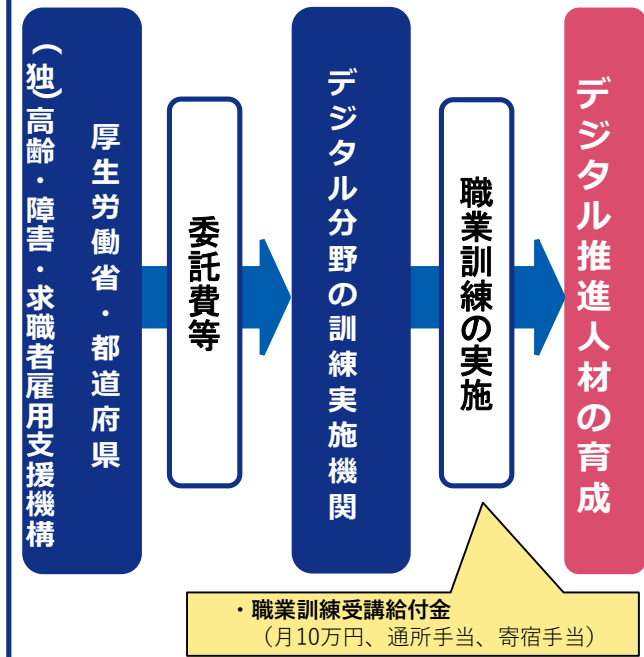 厚生労働省・都道府県
（独）高齢・障害・求職者雇用支援機構
委託費等
デジタル分野の訓練実施機関
職業訓練の実施
デジタル推進人材の育成
・職業訓練受講給付金
（月10万円、通所手当、寄宿手当）